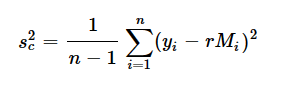 $s_c^2 = \frac{1}{n-1} \sum_{i=1}^{n} (y_i - rM_i)^2$